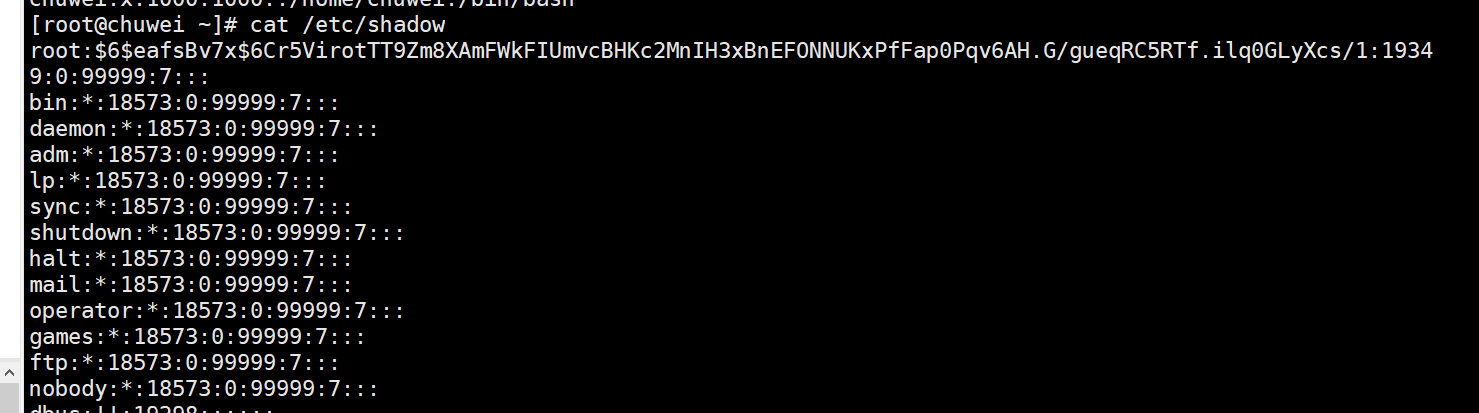 chuwei:x:1000:1000::/home/chuwei:/bin/bash
[root@chuwei ~]# cat /etc/shadow
root:$6$eafsBv7x$6Cr5VirotTT9Zm8XAmFWkFIUmvcBHKc2MnIH3xBnEFONNUKxPfFap0Pqv6AH.G/gueqRC5RTf.ilq0GLyXcs/1:1934
9:0:99999:7:::
bin:*:18573:0:99999:7:::
daemon:*:18573:0:99999:7:::
adm:*:18573:0:99999:7:::
lp:*:18573:0:99999:7:::
sync:*:18573:0:99999:7:::
shutdown:*:18573:0:99999:7:::
halt:*:18573:0:99999:7:::
mail:*:18573:0:99999:7:::
operator:*:18573:0:99999:7:::
games:*:18573:0:99999:7:::
ftp:*:18573:0:99999:7:::
nobody:*:18573:0:99999:7:::
dbus:!!:19298::::::